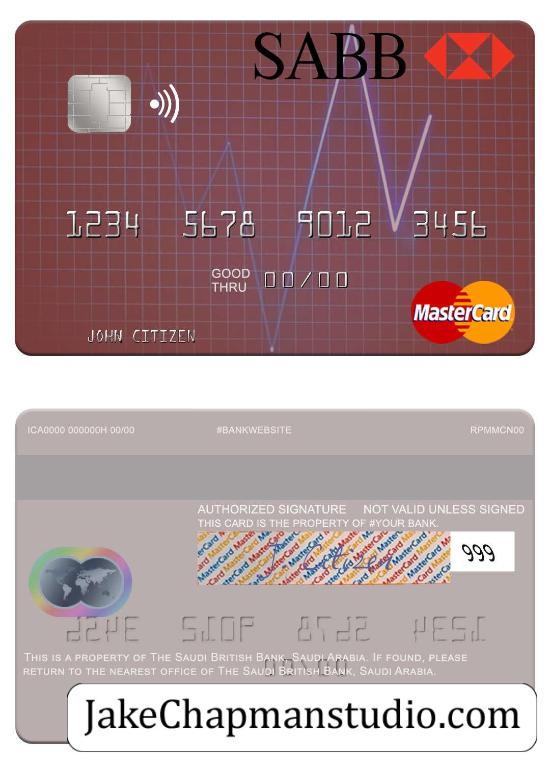 SABB
1234 5678 9012 3456
GOOD THRU 00/00
JOHN CITIZEN
MasterCard
ICA0000 000000H 00/00 #BANKWEBSITE RPMMCN00
AUTHORIZED SIGNATURE NOT VALID UNLESS SIGNED
THIS CARD IS THE PROPERTY OF #YOUR BANK.
MasterCard
999
This is a property of The Saudi British Bank, Saudi Arabia. If found, please
return to the nearest office of The Saudi British Bank, Saudi Arabia.
JakeChapmanstudio.com